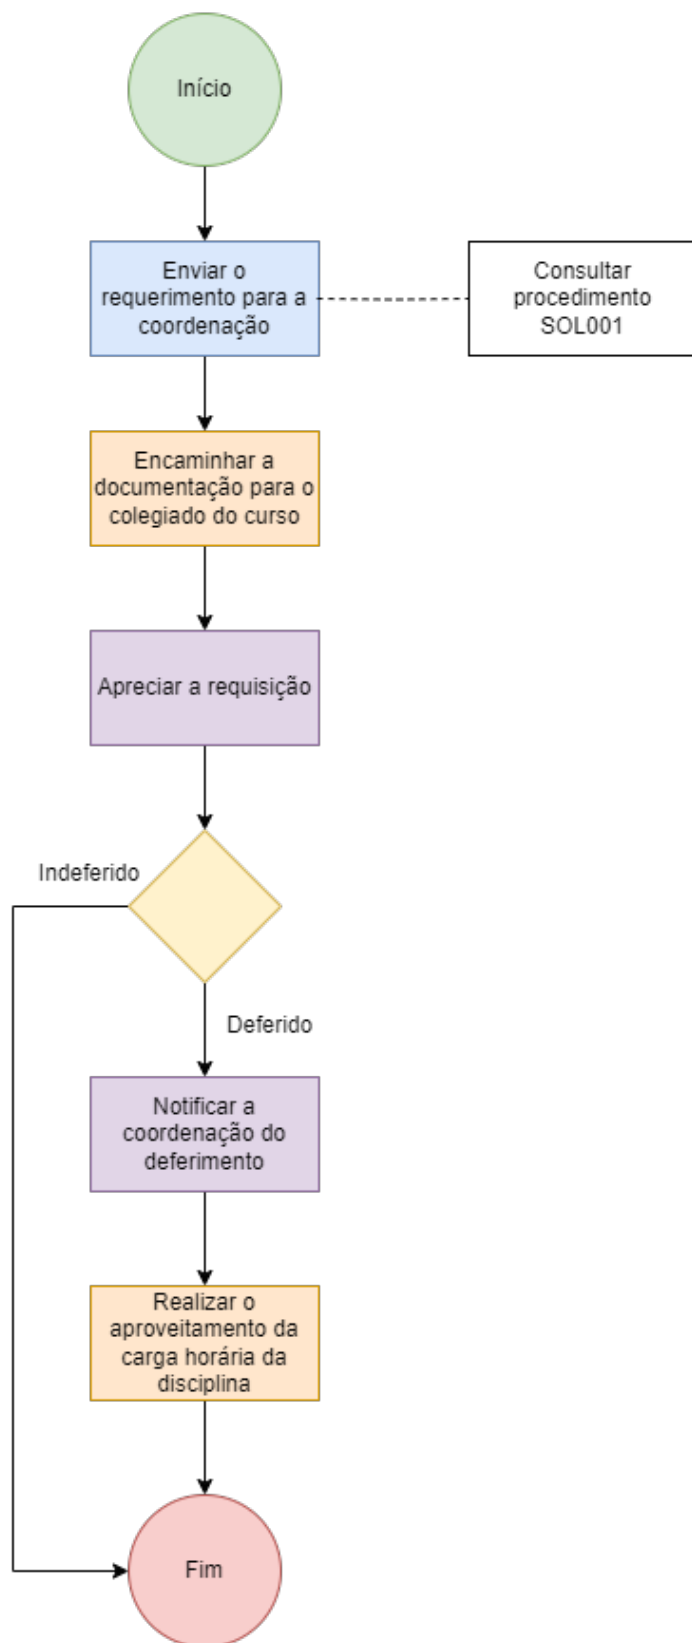 Início
Enviar o
requerimento para a
coordenação
Consultar
procedimento
SOL001
Encaminhar a
documentação para o
colegiado do curso
Apreciar a requisição
Indeferido
Deferido
Notificar a
coordenação do
deferimento
Realizar o
aproveitamento da
carga horária da
disciplina
Fim